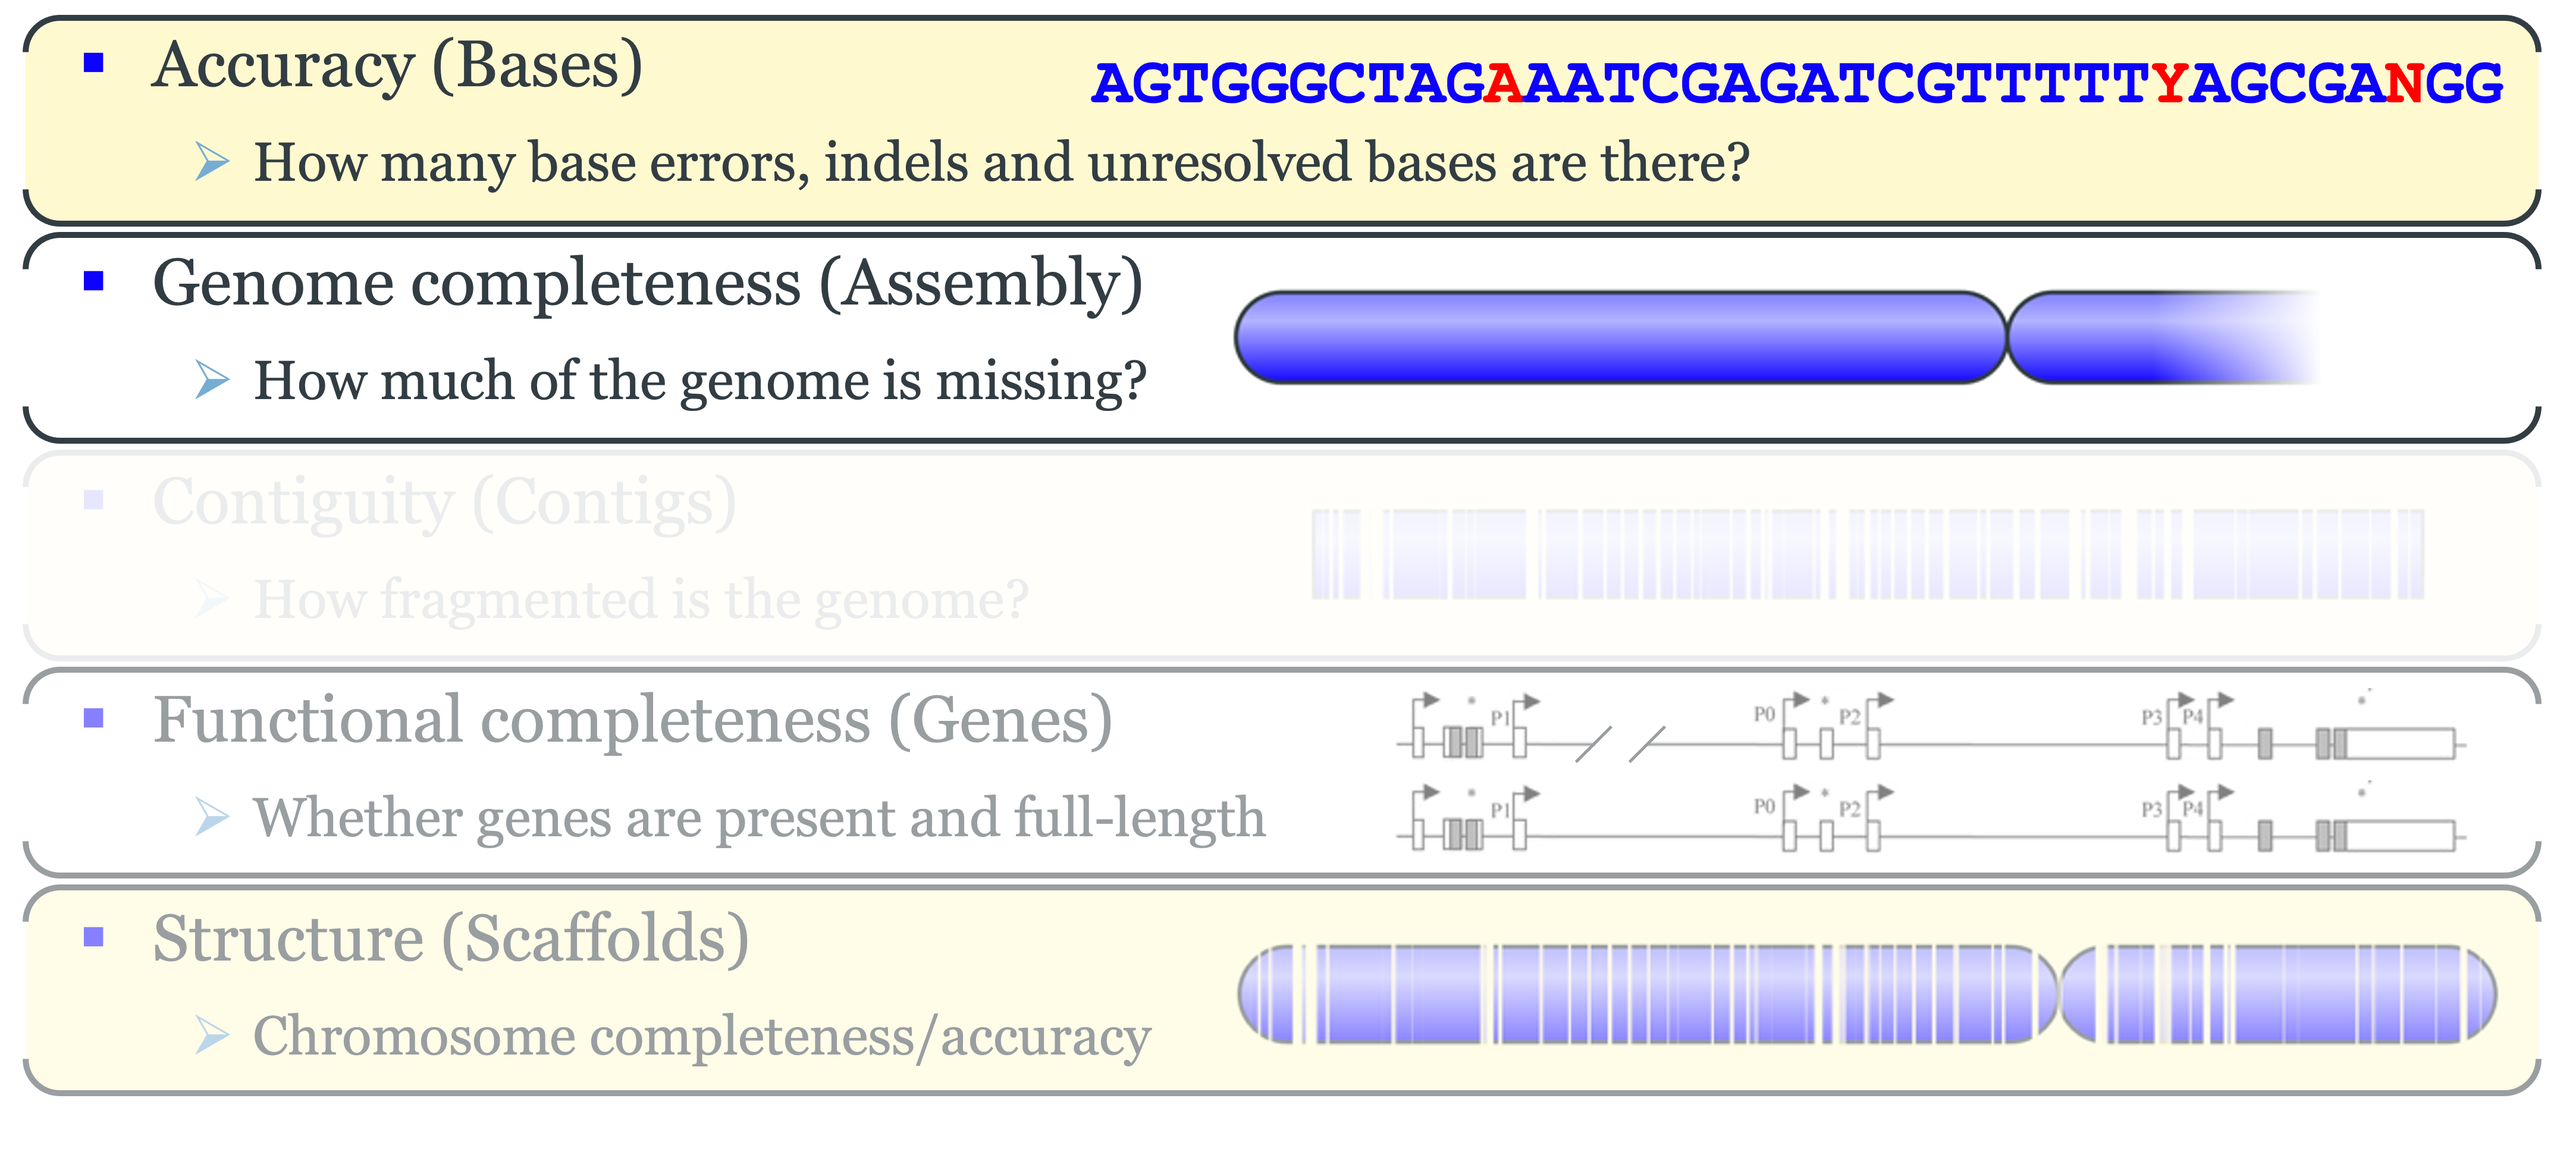 Accuracy (Bases)
AGTGGGCTAGAAATCGAGATCGTTTTTYAGCGANGG
How many base errors, indels and unresolved bases are there?
Genome completeness (Assembly)
How much of the genome is missing?
Contiguity (Contigs)
How fragmented is the genome?
Functional completeness (Genes)
* P1 P0 * P2 P3 P4 *
Whether genes are present and full-length
* P1 P0 * P2 P3 P4 *
Structure (Scaffolds)
Chromosome completeness/accuracy